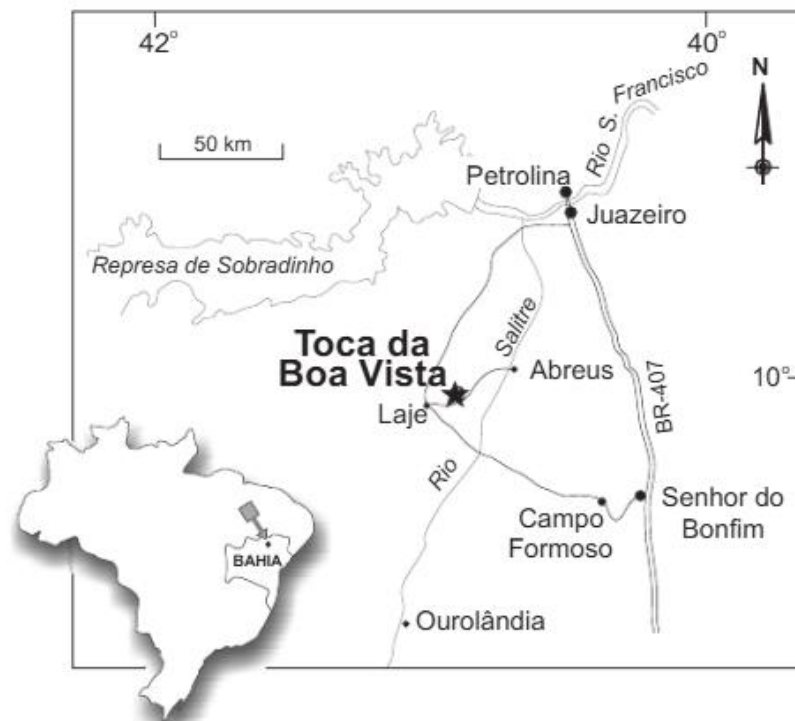 42°
40°
N
50 km
Rio S. Francisco
Petrolina
Juazeiro
Represa de Sobradinho
Salitre
Toca da
Boa Vista
Abreus
10°
Laje
BR-407
Rio
Senhor do
Bonfim
Campo
Formoso
BAHIA
Ourolândia